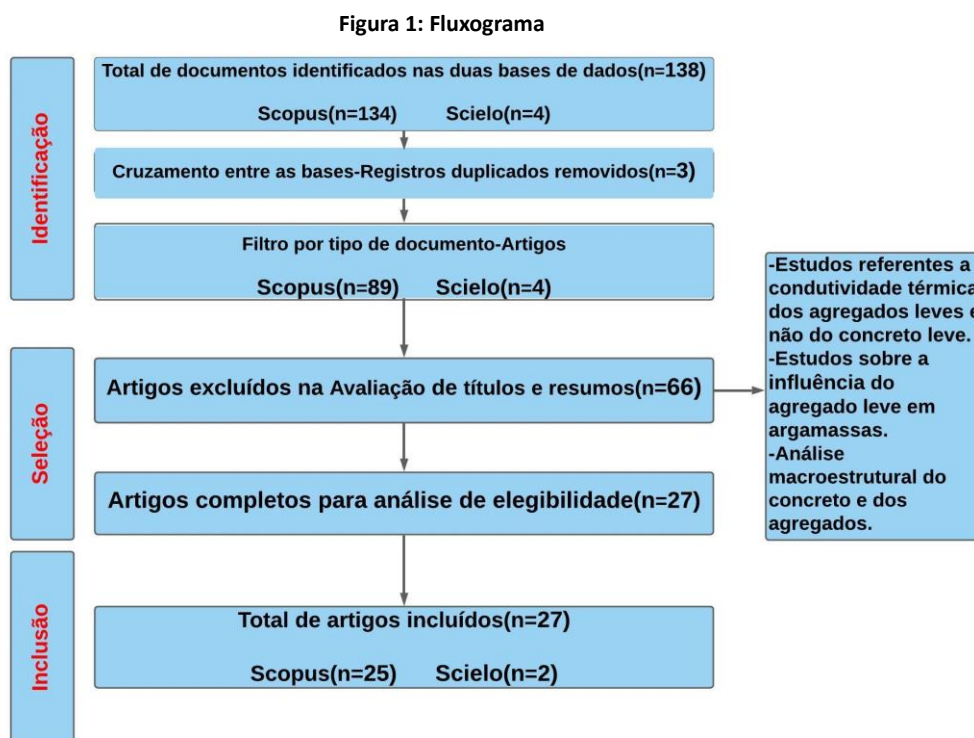 Figura 1: Fluxograma
Identificação
Total de documentos identificados nas duas bases de dados(n=138)
Scopus(n=134) Scielo(n=4)
Cruzamento entre as bases-Registros duplicados removidos(n=3)
Filtro por tipo de documento-Artigos
Scopus(n=89) Scielo(n=4)
Seleção
Artigos excluídos na Avaliação de títulos e resumos(n=66)
-Estudos referentes a
condutividade térmica
dos agregados leves e
não do concreto leve.
-Estudos sobre a
influência do
agregado leve em
argamassas.
-Análise
macroestrutural do
concreto e dos
agregados.
Artigos completos para análise de elegibilidade(n=27)
Inclusão
Total de artigos incluídos(n=27)
Scopus(n=25) Scielo(n=2)